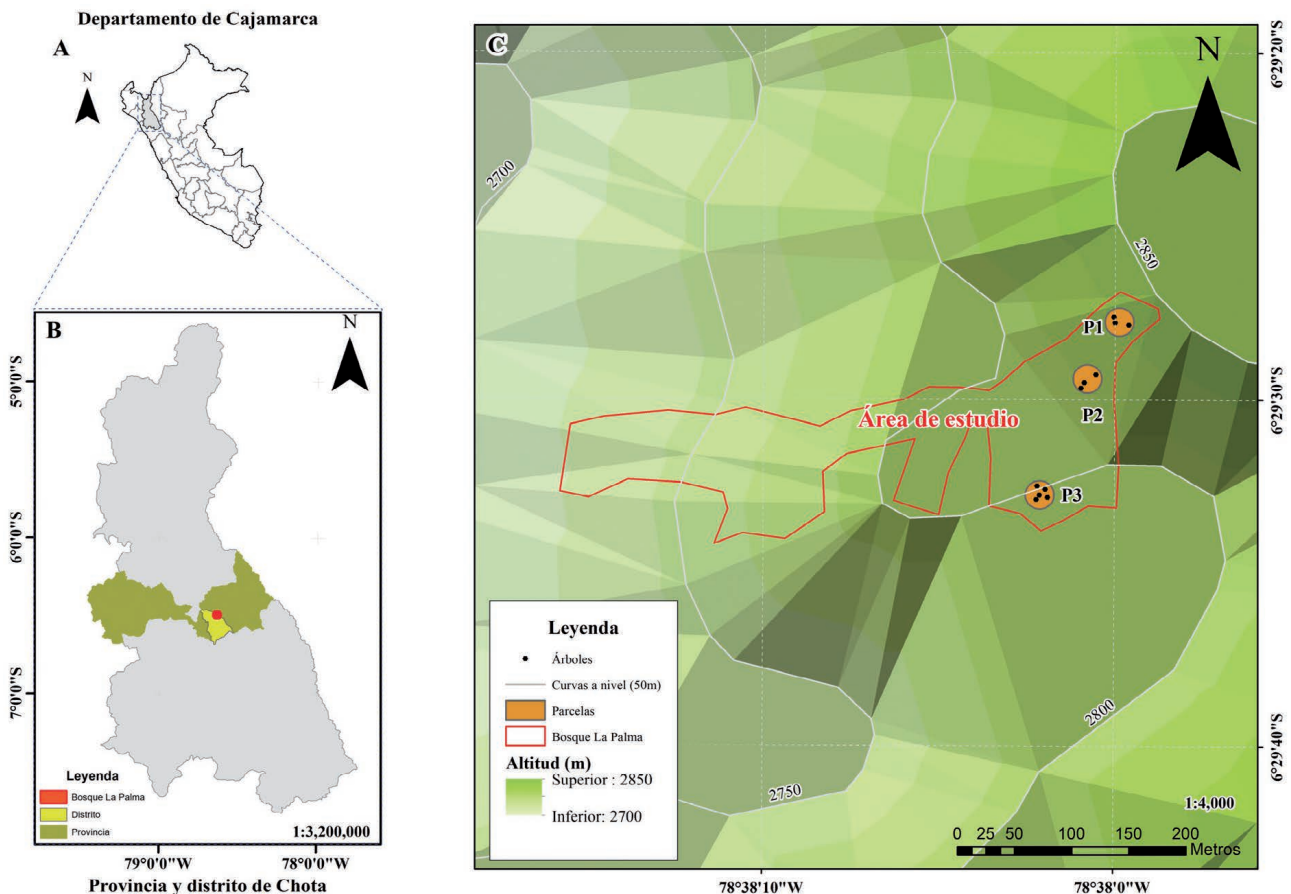 Departamento de Cajamarca
A
N
B
N
5°0'0"S
6°0'0"S
7°0'0"S
Leyenda
Bosque La Palma
Distrito
Provincia
1:3,200,000
79°0'0"W
78°0'0"W
Provincia y distrito de Chota
C
N
6°29'20"S
2700
2850
P1
P2
6°29'30"S
Área de estudio
P3
Leyenda
Árboles
Curvas a nivel (50m)
Parcelas
Bosque La Palma
Altitud (m)
Superior : 2850
Inferior: 2700
2800
2750
6°29'40"S
1:4,000
0 25 50 100 150 200
Metros
78°38'10"W
78°38'0"W